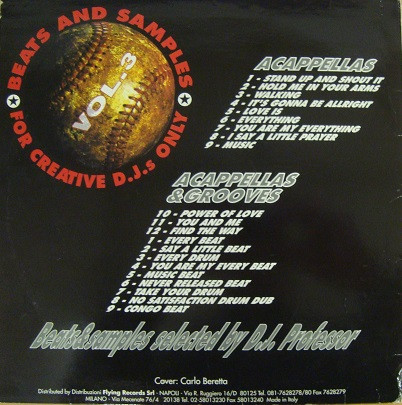 BEATS AND SAMPLES
VOL.3
FOR CREATIVE D.J.s ONLY
ACAPPELLAS
1 - STAND UP AND SHOUT IT
2 - HOLD ME IN YOUR ARMS
3 - WALKING
4 - IT'S GONNA BE ALLRIGHT
5 - LOVE IS
6 - EVERYTHING
7 - YOU ARE MY EVERYTHING
8 - I SAY A LITTLE PRAYER
9 - MUSIC
ACAPPELLAS
&GROOVES
10 - POWER OF LOVE
11 - YOU AND ME
12 - FIND THE WAY
1 - EVERY BEAT
2 - SAY A LITTLE BEAT
3 - EVERY DRUM
4 - YOU ARE MY EVERY BEAT
5 - MUSIC BEAT
6 - NEVER RELEASED BEAT
7 - TAKE YOUR DRUM
8 - NO SATISFACTION DRUM DUB
9 - CONGO BEAT
Beats&samples selected by D.J. Professor
Cover: Carlo Beretta
Distributed by Distribuzioni Flying Records Srl - NAPOLI - Via R. Ruggiero 16/D 80125 Tel. 081-7628278/80 Fax 7628279
MILANO - Via Mecenate 76/4 20138 Tel. 02-58013230 Fax 58013240 Made in Italy